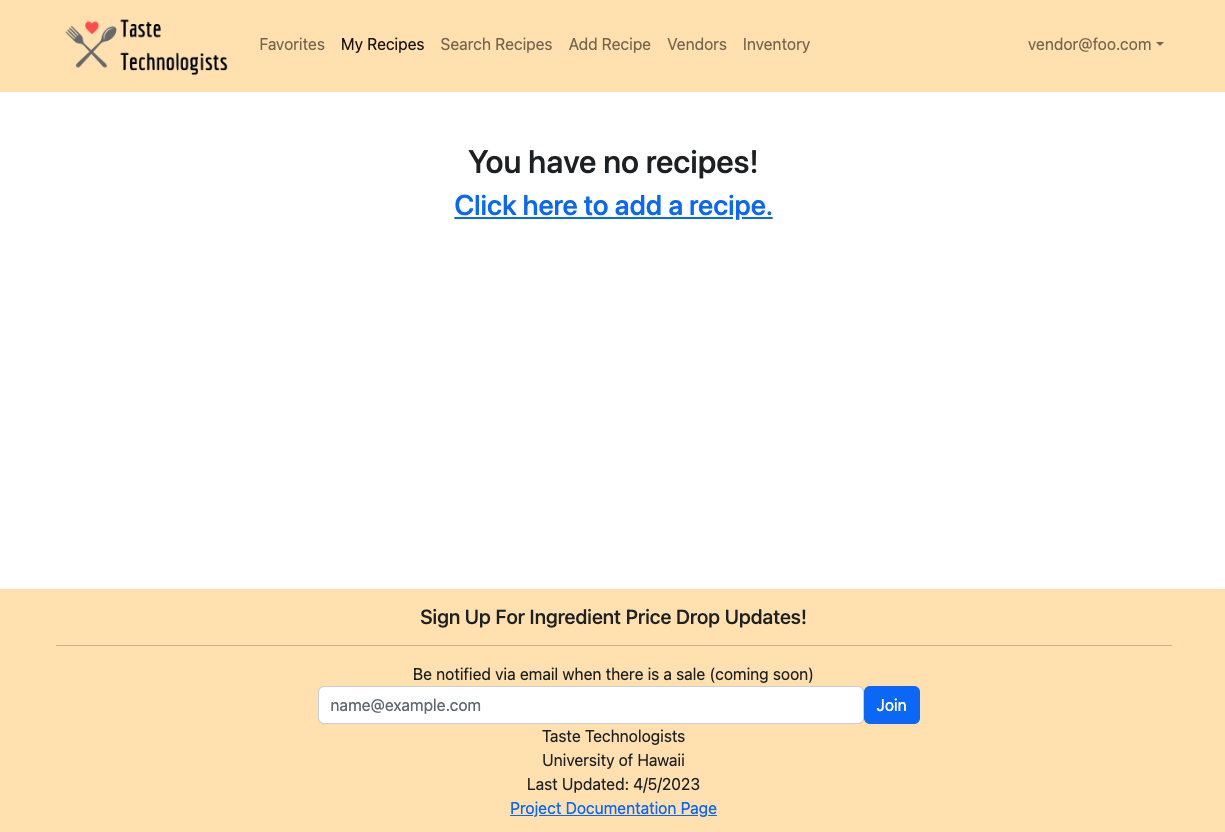 Taste
Technologists
Favorites My Recipes Search Recipes Add Recipe Vendors Inventory vendor@foo.com
You have no recipes!
Click here to add a recipe.
Sign Up For Ingredient Price Drop Updates!
Be notified via email when there is a sale (coming soon)
name@example.com Join
Taste Technologists
University of Hawaii
Last Updated: 4/5/2023
Project Documentation Page